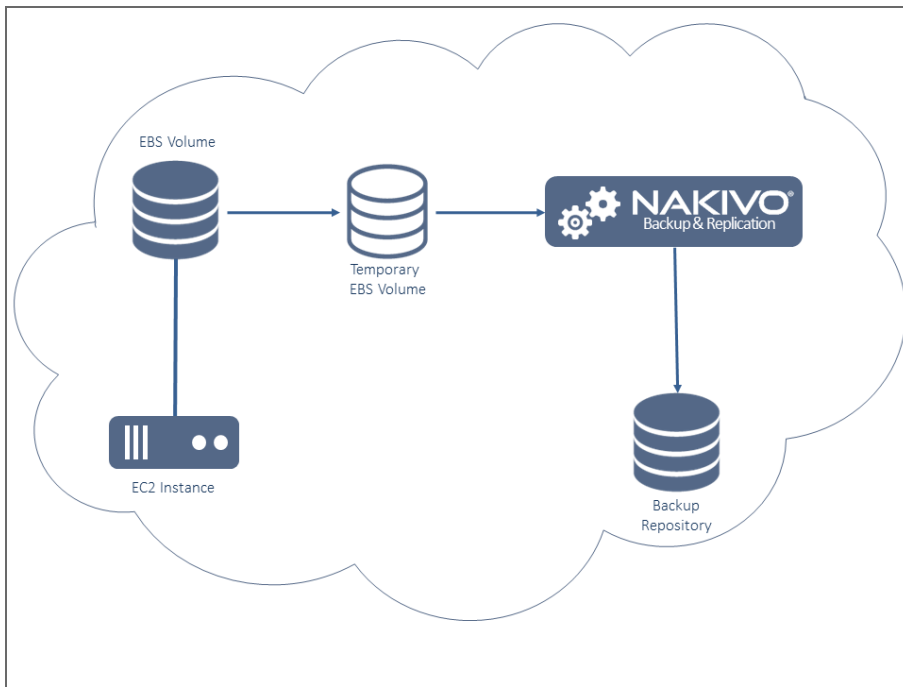 EBS Volume
Temporary
EBS Volume
NAKIVO®
Backup & Replication
EC2 Instance
Backup
Repository